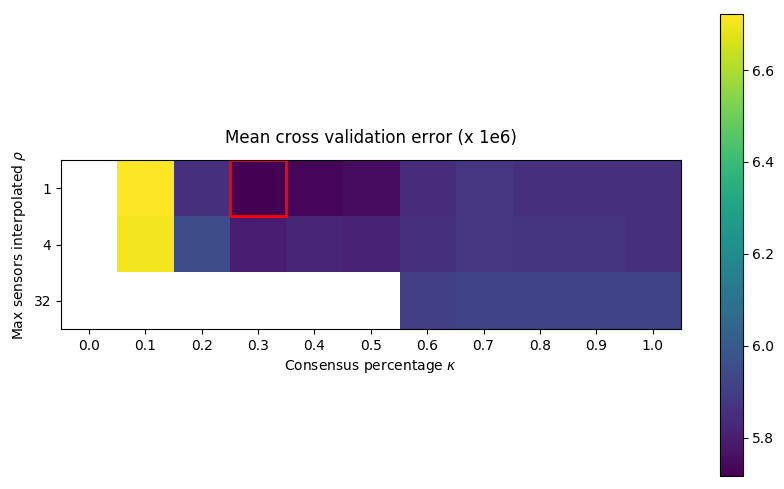 Mean cross validation error (x 1e6)
Max sensors interpolated ρ
1
4
32
0.0 0.1 0.2 0.3 0.4 0.5 0.6 0.7 0.8 0.9 1.0
Consensus percentage κ
6.6
6.4
6.2
6.0
5.8